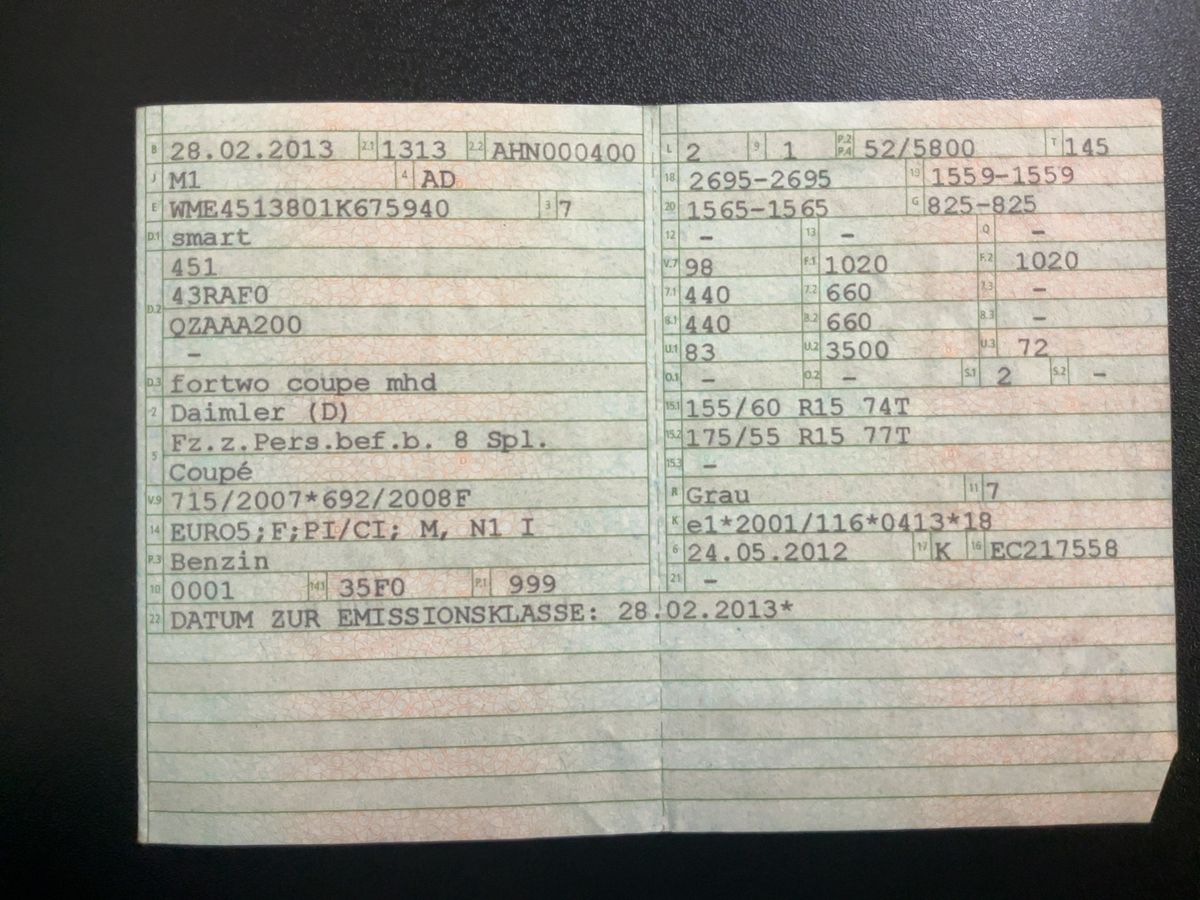 B 28.02.2013 2.1 1313 2.2 AHN000400
J M1 4 AD
E WME4513801K675940 3 7
D.1 smart
451
43RAF0
D.2
QZAAA200
–
D.3 fortwo coupe mhd
2 Daimler (D)
Fz.z.Pers.bef.b. 8 Spl.
5
Coupé
V.9 715/2007*692/2008F
14 EURO5;F;PI/CI; M, N1 I
P.3 Benzin
10 0001 14.1 35F0 P.1 999
22 DATUM ZUR EMISSIONSKLASSE: 28.02.2013*
L 2 9 1 P.2 P.4 52/5800 T 145
18 2695-2695 19 1559-1559
20 1565-1565 G 825-825
12 – 13 – Q –
V.7 98 F.1 1020 F.2 1020
7.1 440 7.2 660 7.3 –
8.1 440 8.2 660 8.3 –
U.1 83 U.2 3500 U.3 72
O.1 – O.2 – S.1 2 S.2 –
15.1 155/60 R15 74T
15.2 175/55 R15 77T
15.3 –
R Grau 11 7
K e1*2001/116*0413*18
6 24.05.2012 17 K 16 EC217558
21 –